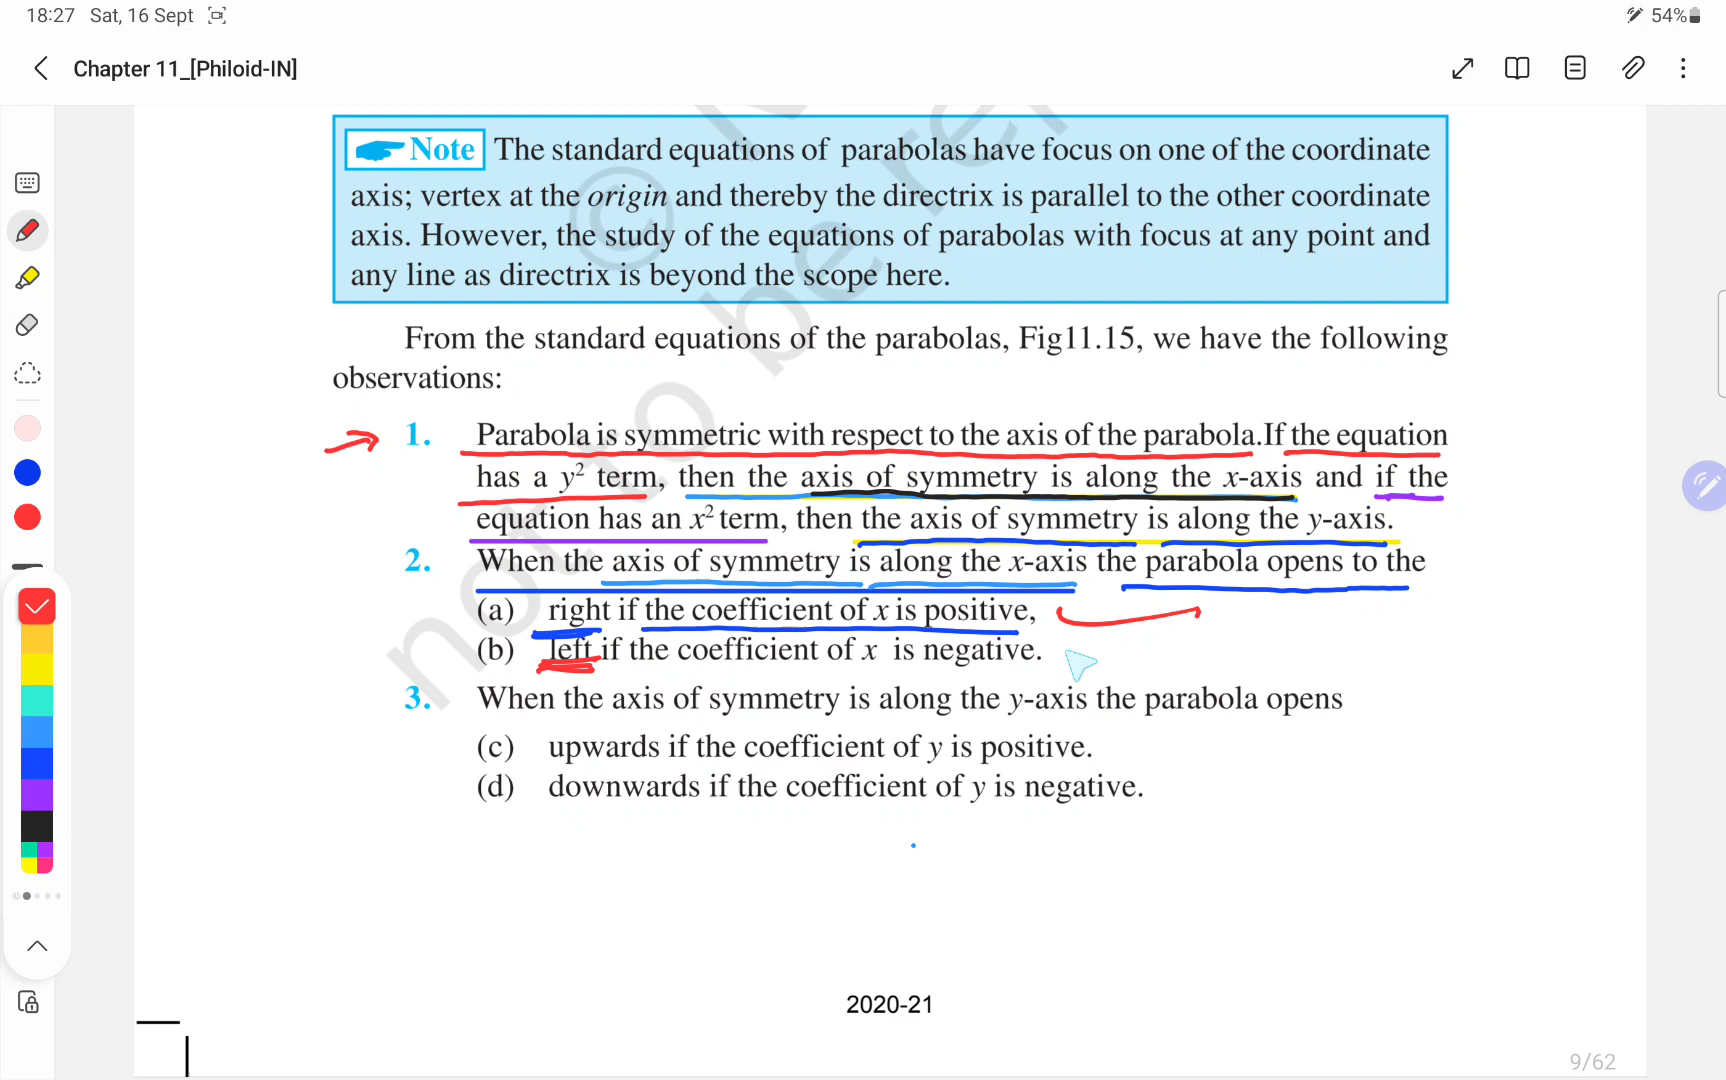 18:27 Sat, 16 Sept
54%
Chapter 11_[Philoid-IN]
Note The standard equations of parabolas have focus on one of the coordinate
axis; vertex at the origin and thereby the directrix is parallel to the other coordinate
axis. However, the study of the equations of parabolas with focus at any point and
any line as directrix is beyond the scope here.
From the standard equations of the parabolas, Fig11.15, we have the following
observations:
1. Parabola is symmetric with respect to the axis of the parabola.If the equation
has a y² term, then the axis of symmetry is along the x-axis and if the
equation has an x² term, then the axis of symmetry is along the y-axis.
2. When the axis of symmetry is along the x-axis the parabola opens to the
(a) right if the coefficient of x is positive,
(b) left if the coefficient of x is negative.
3. When the axis of symmetry is along the y-axis the parabola opens
(c) upwards if the coefficient of y is positive.
(d) downwards if the coefficient of y is negative.
© 
not to be re
2020-21
9/62